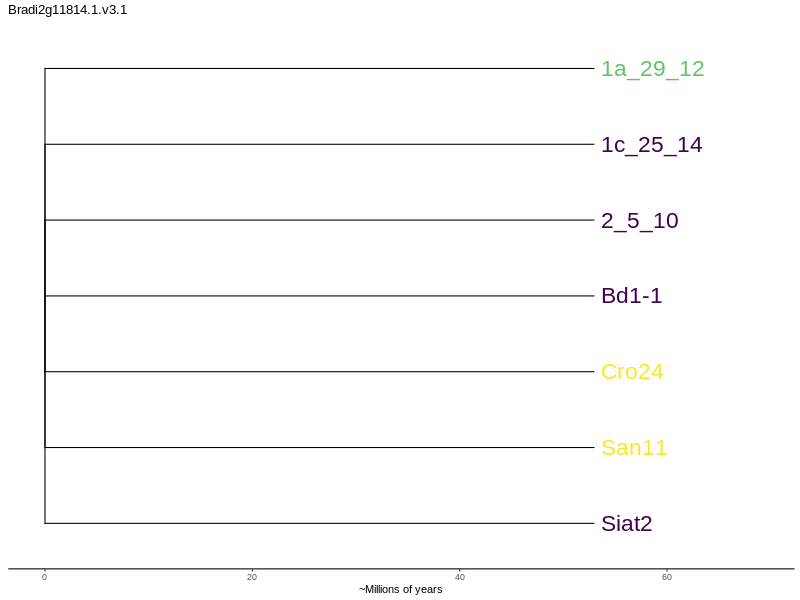 Bradi2g11814.1.v3.1
1a_29_12
1c_25_14
2_5_10
Bd1-1
Cro24
San11
Siat2
0 20 40 60
~Millions of years